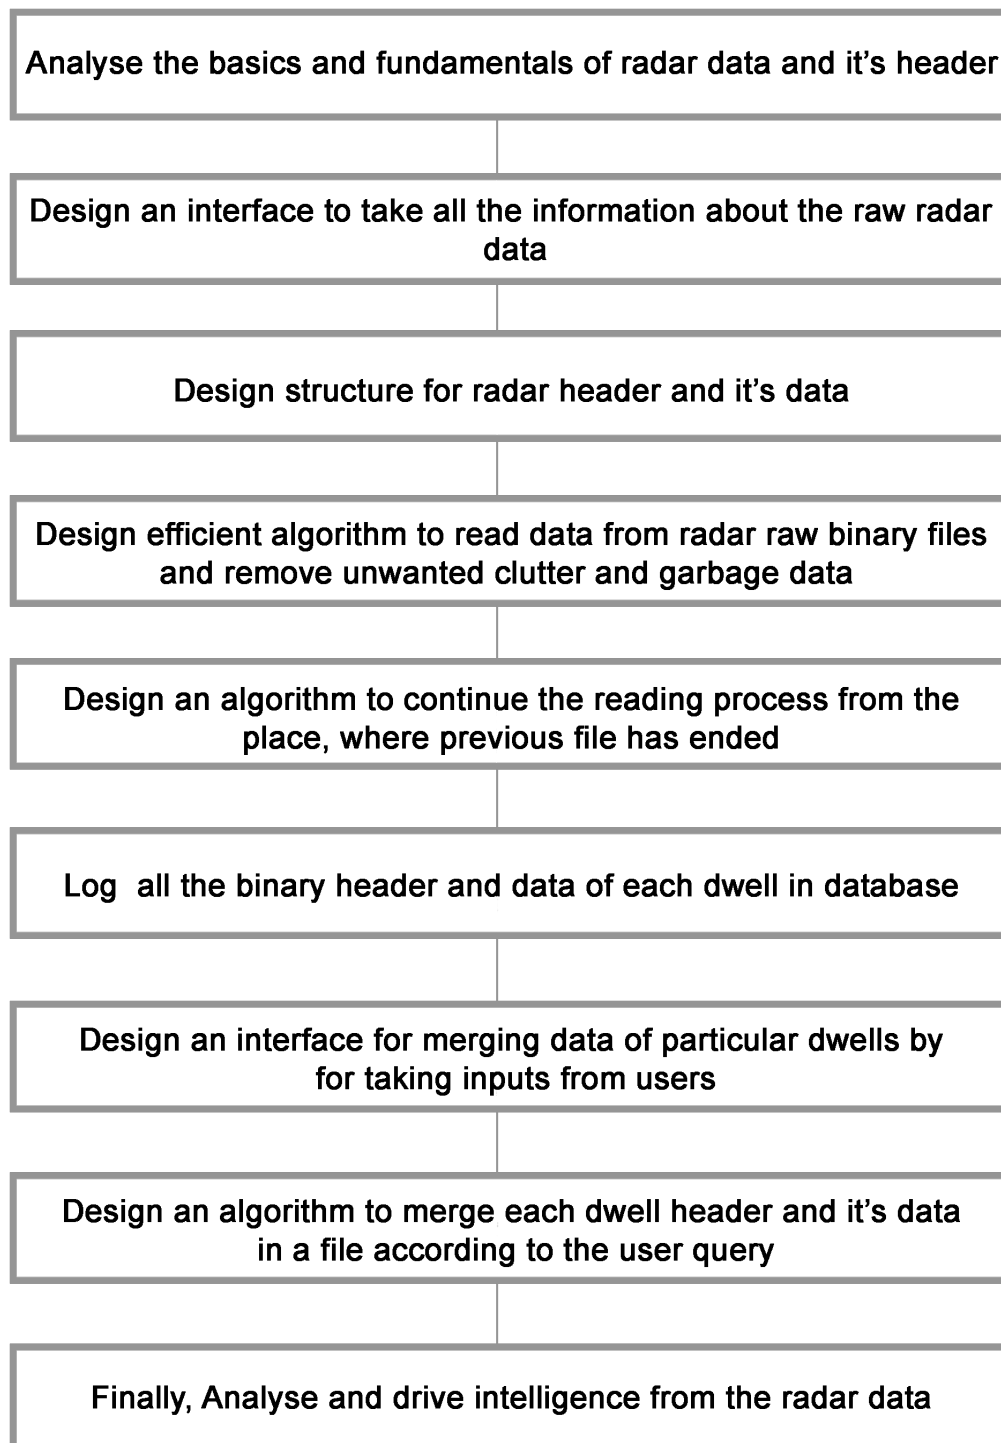 Analyse the basics and fundamentals of radar data and it’s header
Design an interface to take all the information about the raw radar
data
Design structure for radar header and it’s data
Design efficient algorithm to read data from radar raw binary files
and remove unwanted clutter and garbage data
Design an algorithm to continue the reading process from the
place, where previous file has ended
Log  all the binary header and data of each dwell in database
Design an interface for merging data of particular dwells by
for taking inputs from users
Design an algorithm to merge each dwell header and it’s data
in a file according to the user query
Finally, Analyse and drive intelligence from the radar data